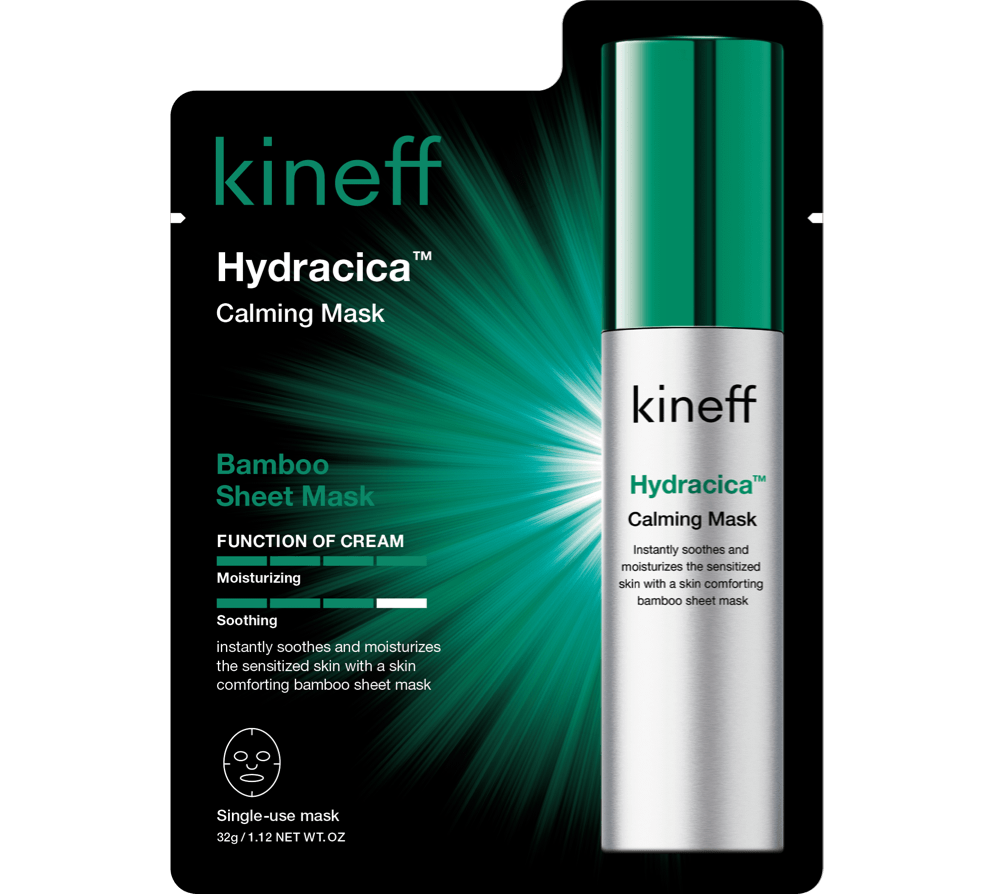 kineff
Hydracica™
Calming Mask
Bamboo
Sheet Mask
FUNCTION OF CREAM
Moisturizing
Soothing
instantly soothes and moisturizes
the sensitized skin with a skin
comforting bamboo sheet mask
Single-use mask
32g / 1.12 NET WT. OZ
kineff
Hydracica™
Calming Mask
Instantly soothes and
moisturizes the sensitized
skin with a skin comforting
bamboo sheet mask